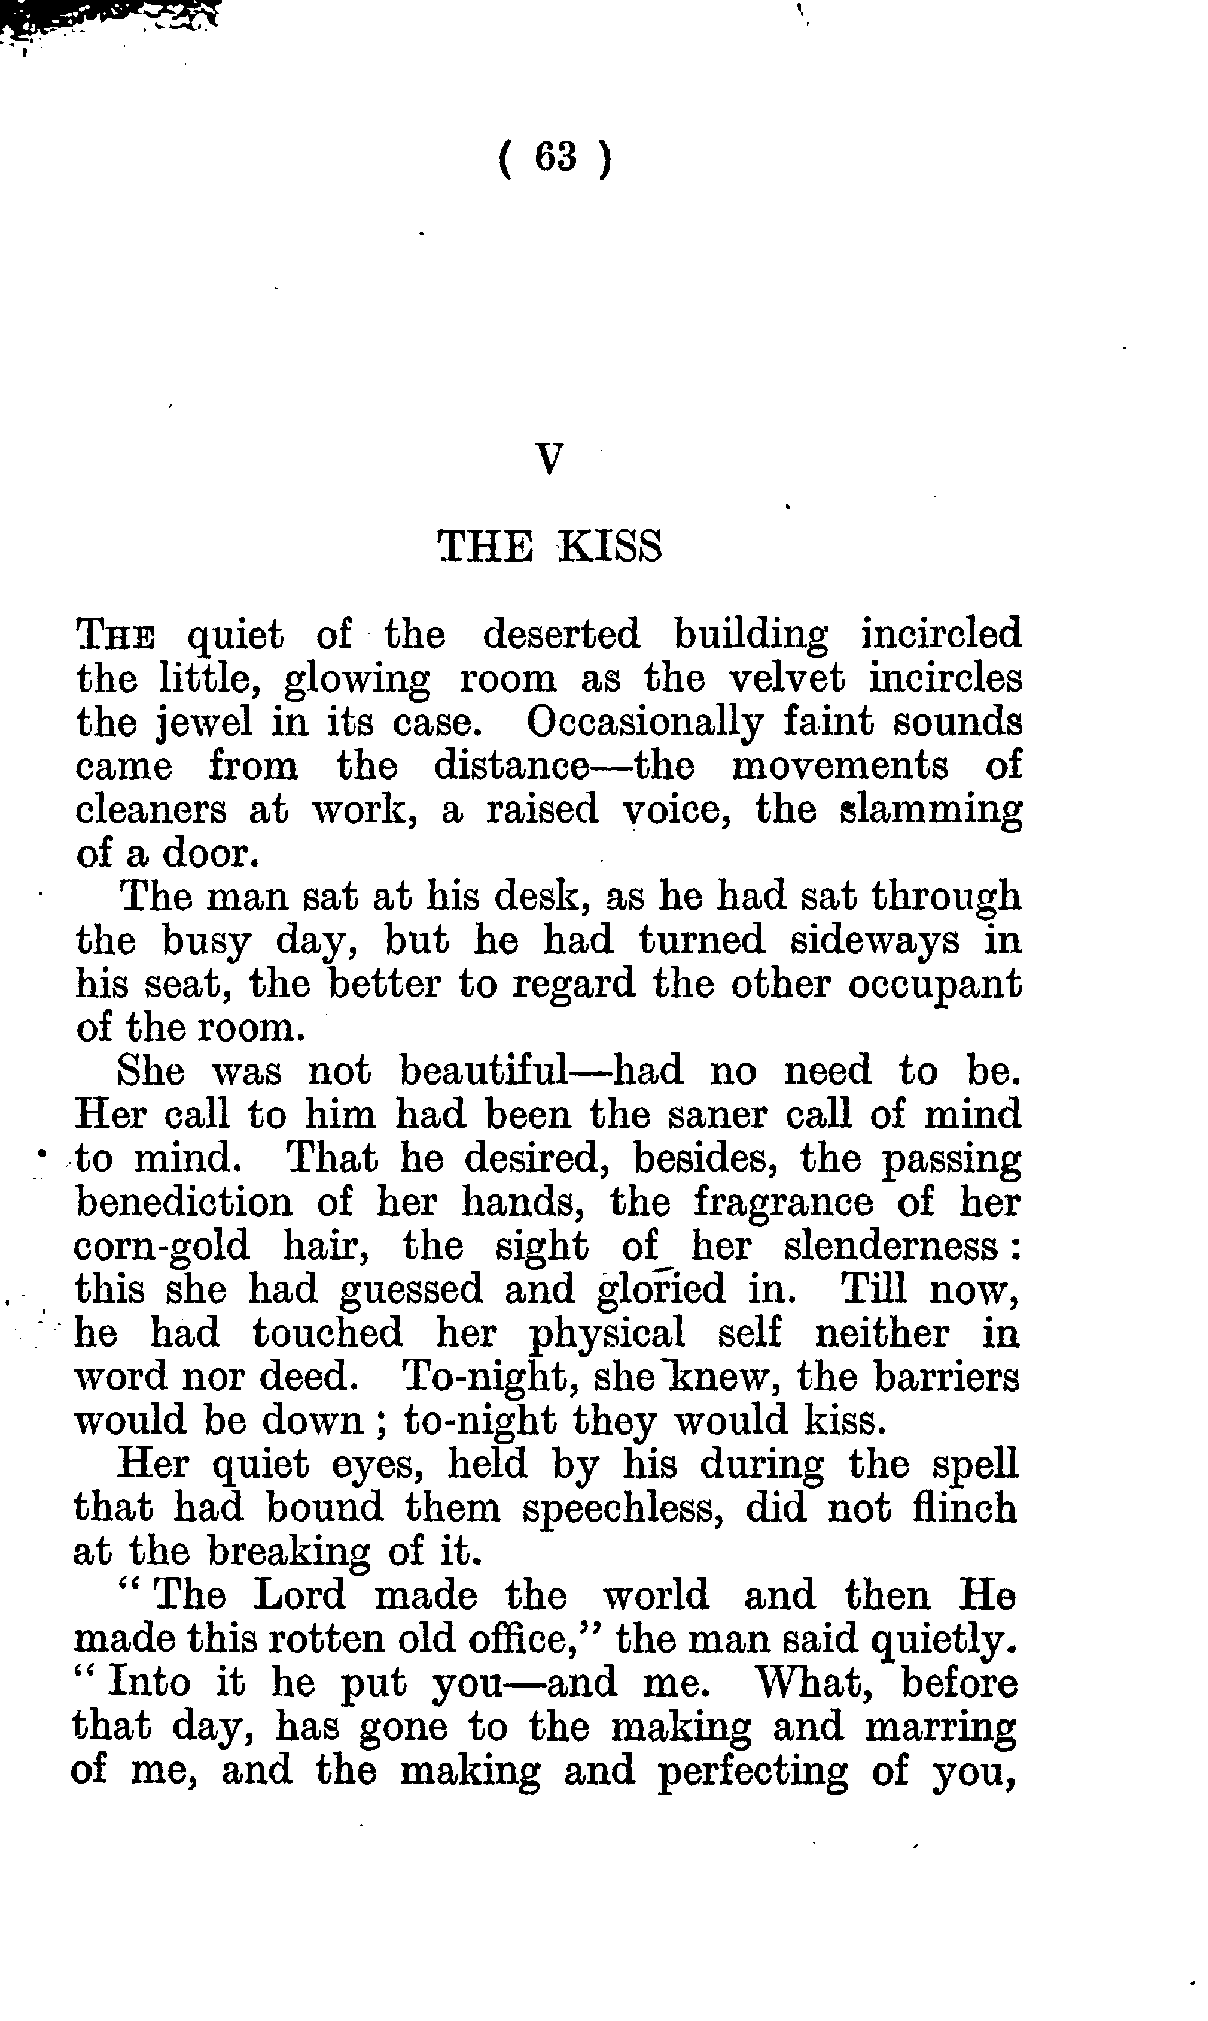 ( 63 )
V
THE KISS
THE quiet of the deserted building incircled
the little, glowing room as the velvet incircles
the jewel in its case. Occasionally faint sounds
came from the distance—the movements of
cleaners at work, a raised voice, the slamming
of a door.
The man sat at his desk, as he had sat through
the busy day, but he had turned sideways in
his seat, the better to regard the other occupant
of the room.
She was not beautiful—had no need to be.
Her call to him had been the saner call of mind
to mind. That he desired, besides, the passing
benediction of her hands, the fragrance of her
corn-gold hair, the sight of her slenderness :
this she had guessed and gloried in. Till now,
he had touched her physical self neither in
word nor deed. To-night, she knew, the barriers
would be down ; to-night they would kiss.
Her quiet eyes, held by his during the spell
that had bound them speechless, did not flinch
at the breaking of it.
“ The Lord made the world and then He
made this rotten old office,” the man said quietly.
“ Into it he put you—and me. What, before
that day, has gone to the making and marring
of me, and the making and perfecting of you,